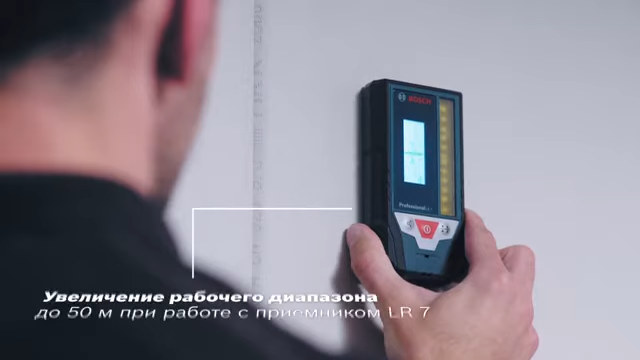 BOSCH
Professional
Увеличение рабочего диапазона
до 50 м при работе с приемником LR 7